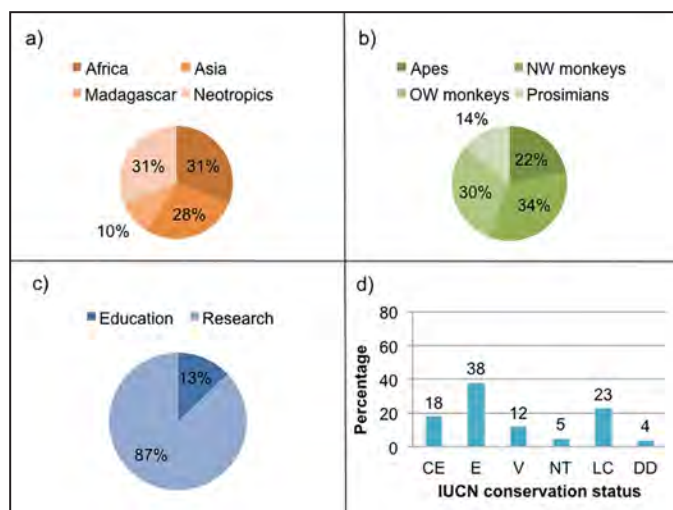 a)
Africa Asia
Madagascar Neotropics
31% 31%
28%
10%
b)
Apes NW monkeys
OW monkeys Prosimians
14%
22%
30%
34%
c)
Education Research
13%
87%
d)
80
60
40
20
0
Percentage
18 38 12 5 23 4
CE E V NT LC DD
IUCN conservation status